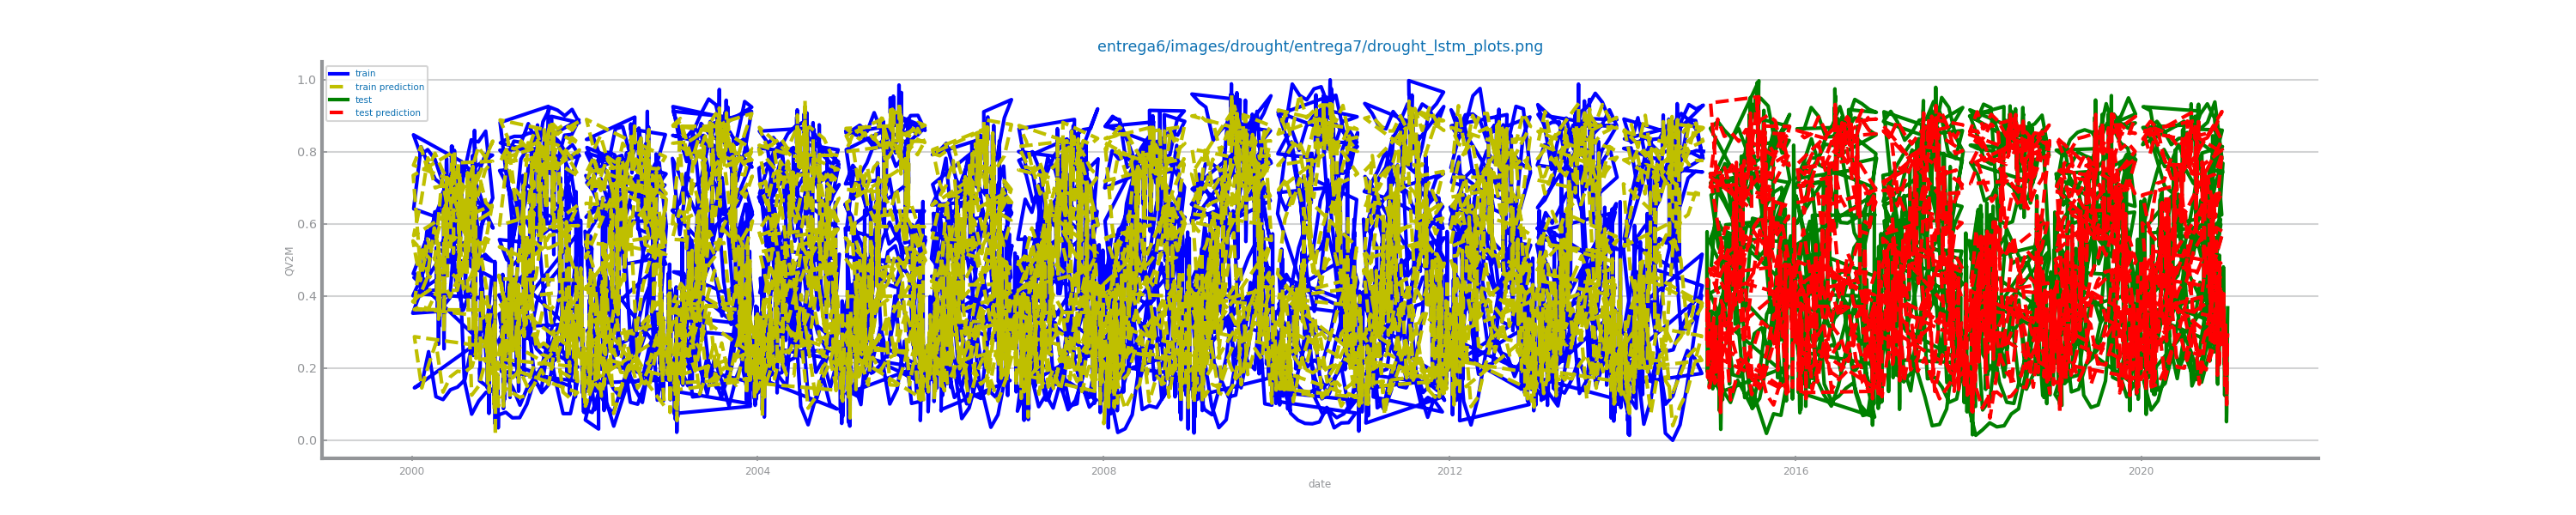 entrega6/images/drought/entrega7/drought_lstm_plots.png
train
train prediction
test
test prediction
1.0
0.8
0.6
0.4
0.2
0.0
QV2M
2000
2004
2008
2012
2016
2020
date